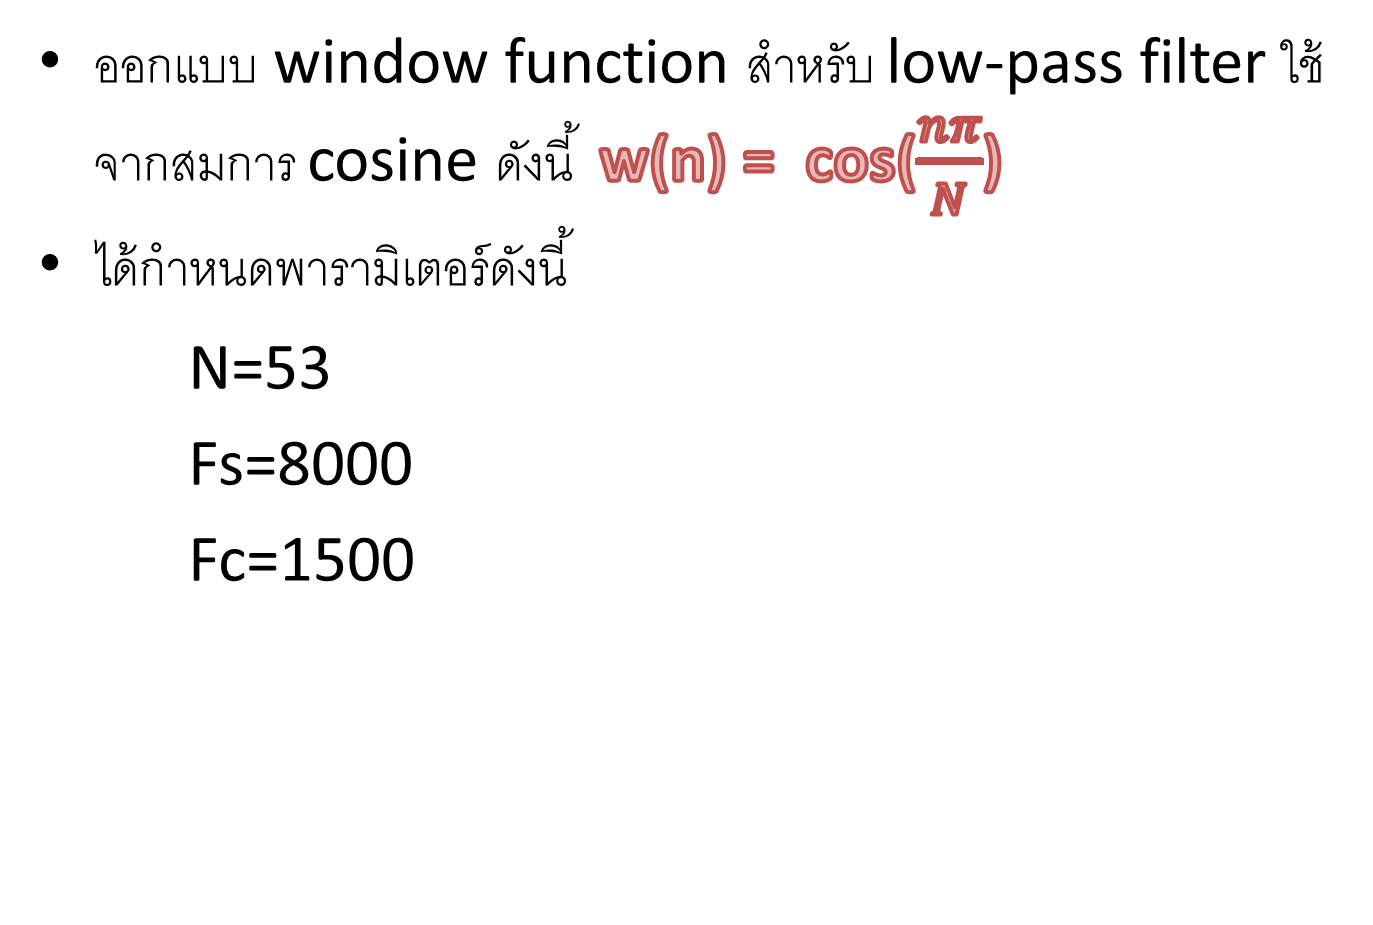 • ออกแบบ window function สำหรับ low-pass filter ใช้
จากสมการ cosine ดังนี้ w(n) = cos(nπ/N)
• ได้กำหนดพารามิเตอร์ดังนี้
N=53
Fs=8000
Fc=1500